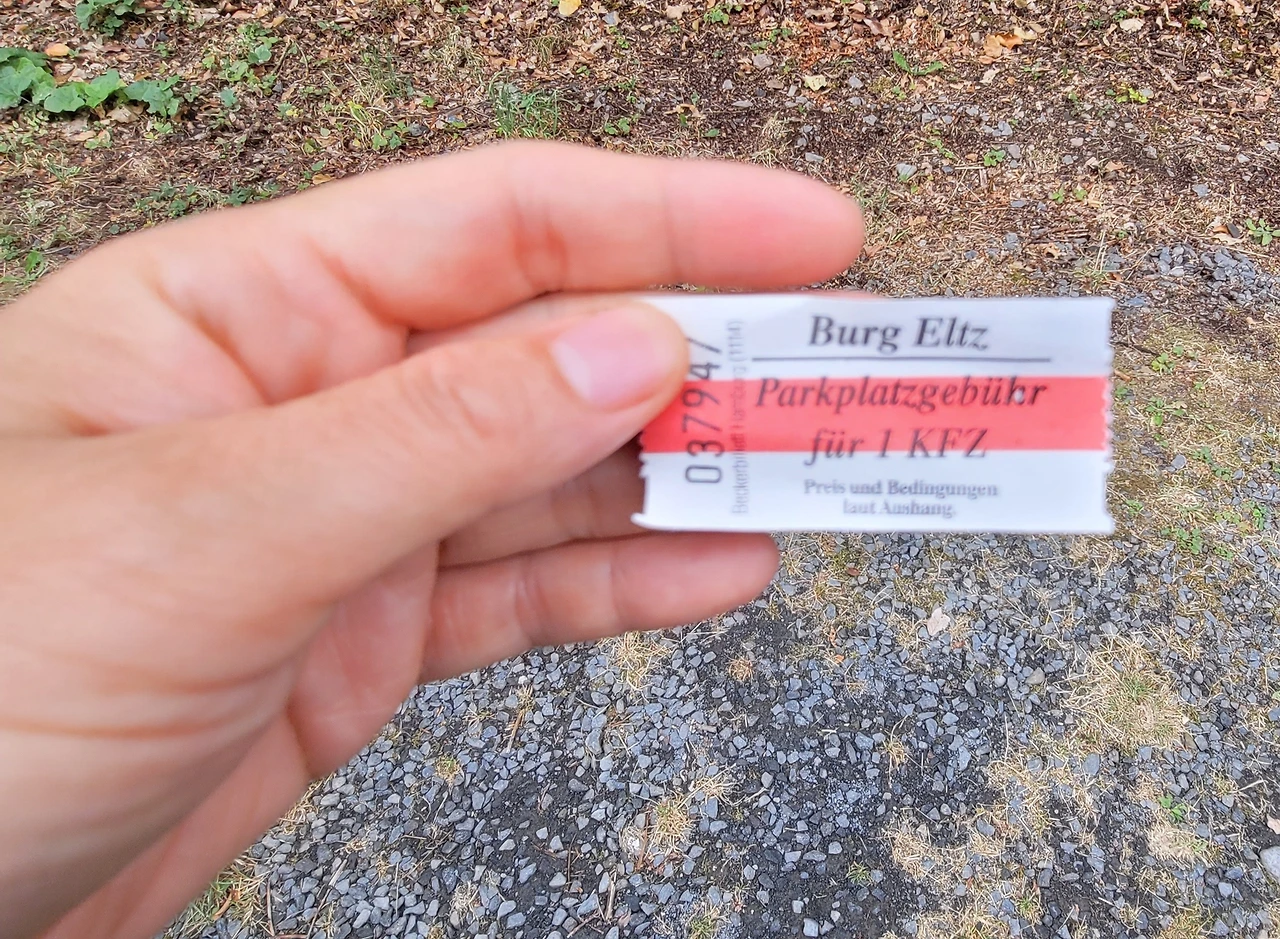 Burg Eltz
Parkplatzgebühr
für 1 KFZ
Preis und Bedingungen
laut Aushang.
037947